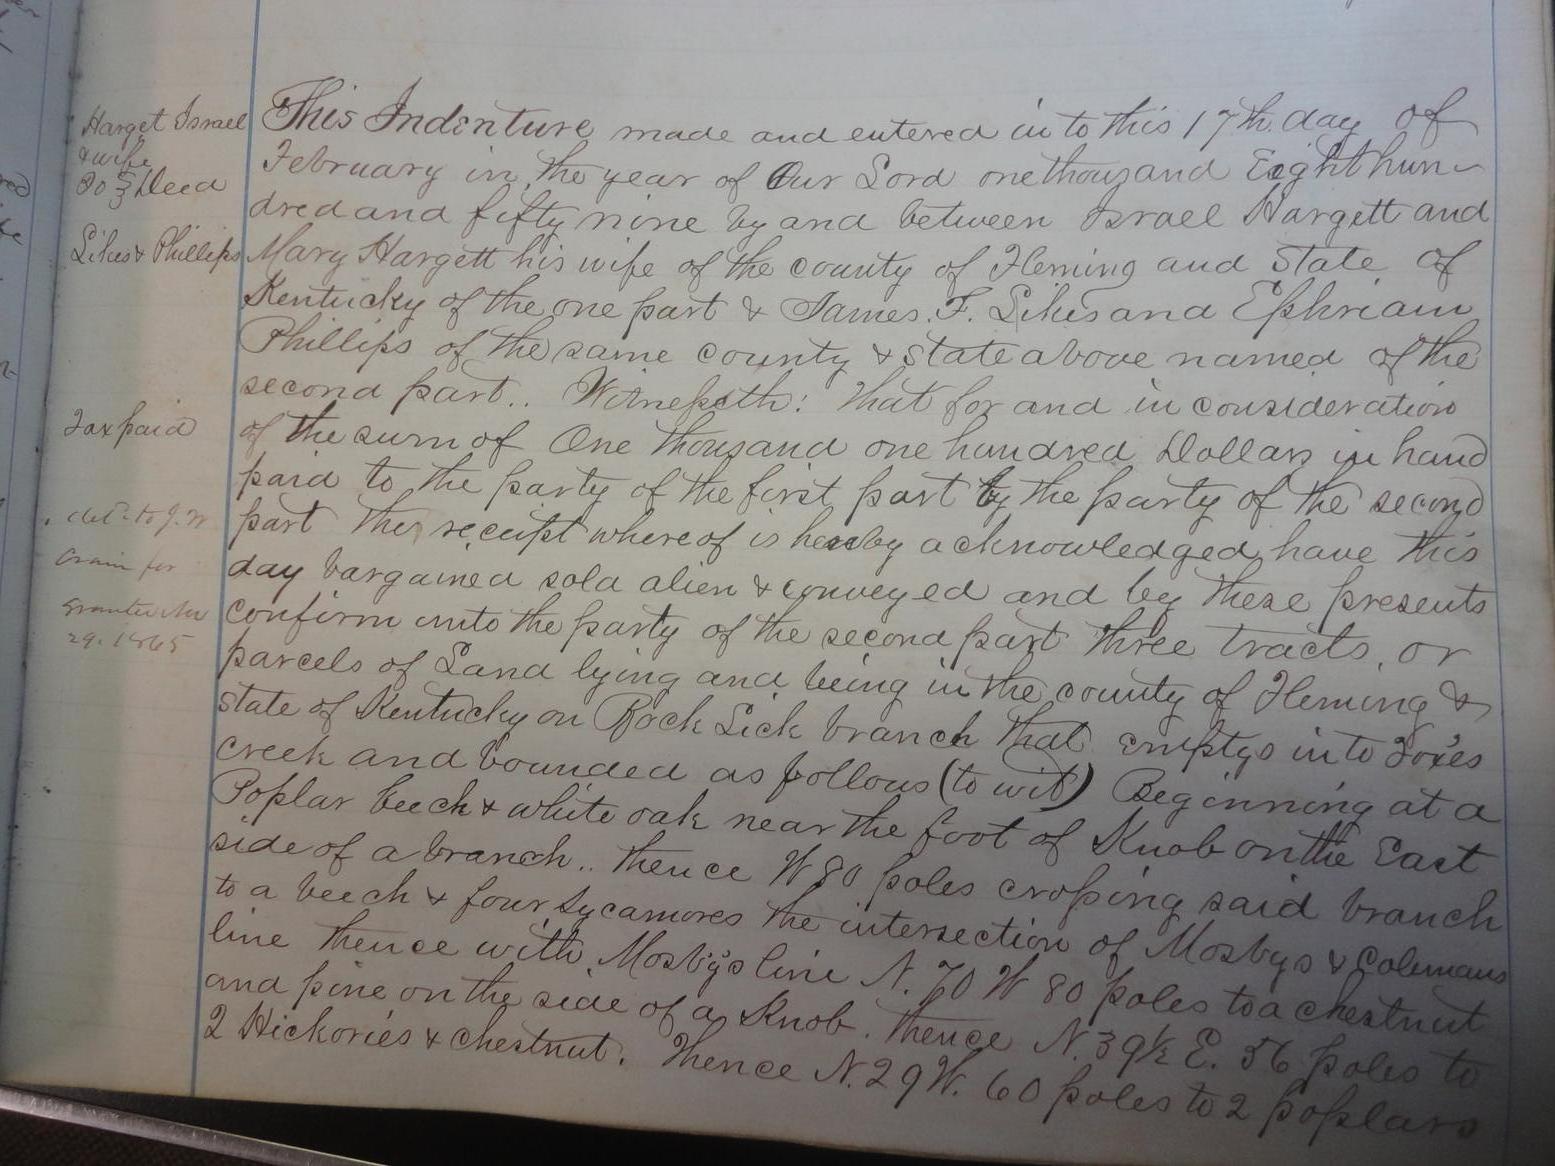 Harget Israel
& wife
To } Deed
Likes & Phillips
Tax paid
del. to J. W
Crain for
29. 1865
This Indenture made and entered in to this 17th day of
February in the year of Our Lord one thousand Eight hun-
dred and fifty nine by and between Israel Hargett and
Mary Hargett his wife of the county of Fleming and State of
Kentucky of the one part & James. F. Likes and Ephriam
Phillips of the same county & state above named of the
second part.. Witnesseth: That for and in consideration
of the sum of One thousand one hundred Dollars in hand
paid to the party of the first part by the party of the second
part the receipt whereof is hereby acknowledged, have this
day bargained sold alien & conveyed and by these presents
confirm unto the party of the second part three tracts, or
parcels of Land lying and being in the county of Fleming &
state of Kentucky on Rock Lick branch that emptys in to Foxes
creek and bounded as follows (to wit) Beginning at a
Poplar beech & white oak near the foot of Knob on the East
side of a branch.. thence W 80 poles crossing said branch
to a beech & four sycamores the intersection of Mosbys & Colemans
line thence with Mosby's line N. 70 W 80 poles to a chestnut
and pine on the side of a Knob. thence N. 39½ E. 56 poles to
2 Hickories & chestnut. Thence N. 29 W. 60 poles to 2 poplars